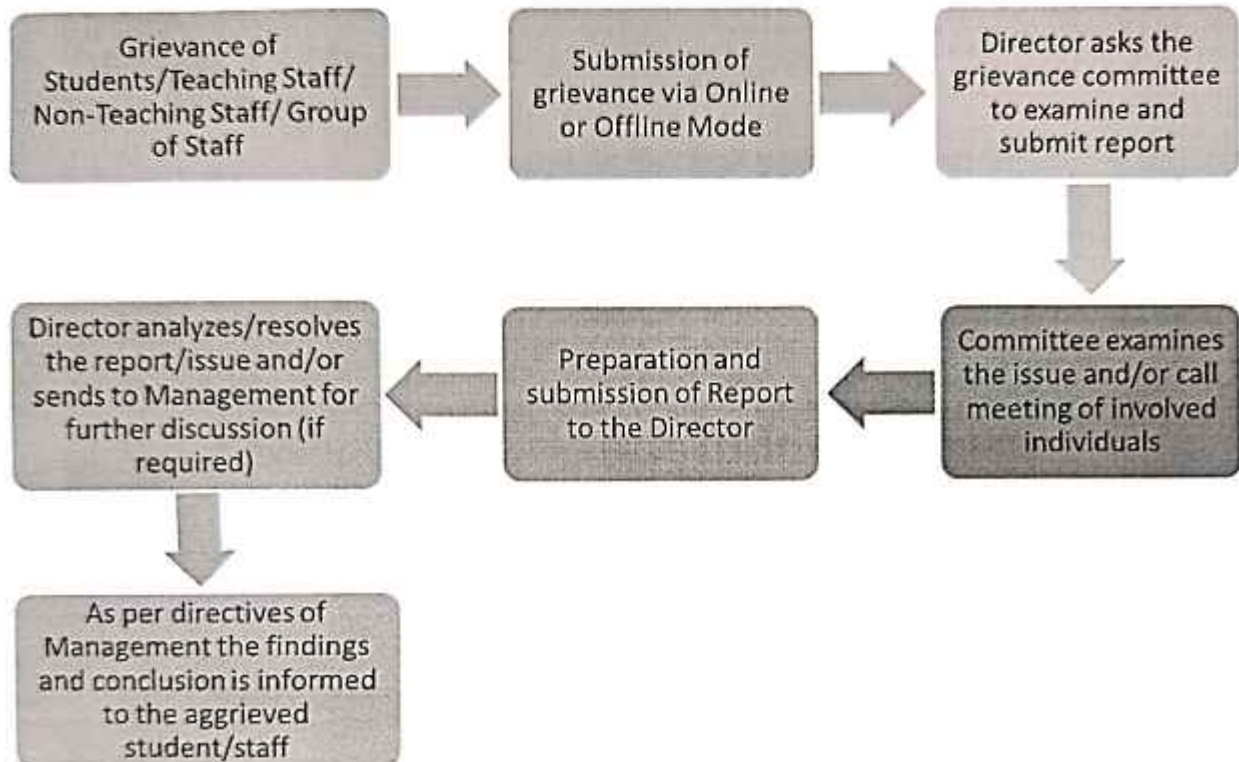 Grievance of
Students/Teaching Staff/
Non-Teaching Staff/ Group
of Staff
Submission of
grievance via Online
or Offline Mode
Director asks the
grievance committee
to examine and
submit report
Committee examines
the issue and/or call
meeting of involved
individuals
Preparation and
submission of Report
to the Director
Director analyzes/resolves
the report/issue and/or
sends to Management for
further discussion (if
required)
As per directives of
Management the findings
and conclusion is informed
to the aggrieved
student/staff